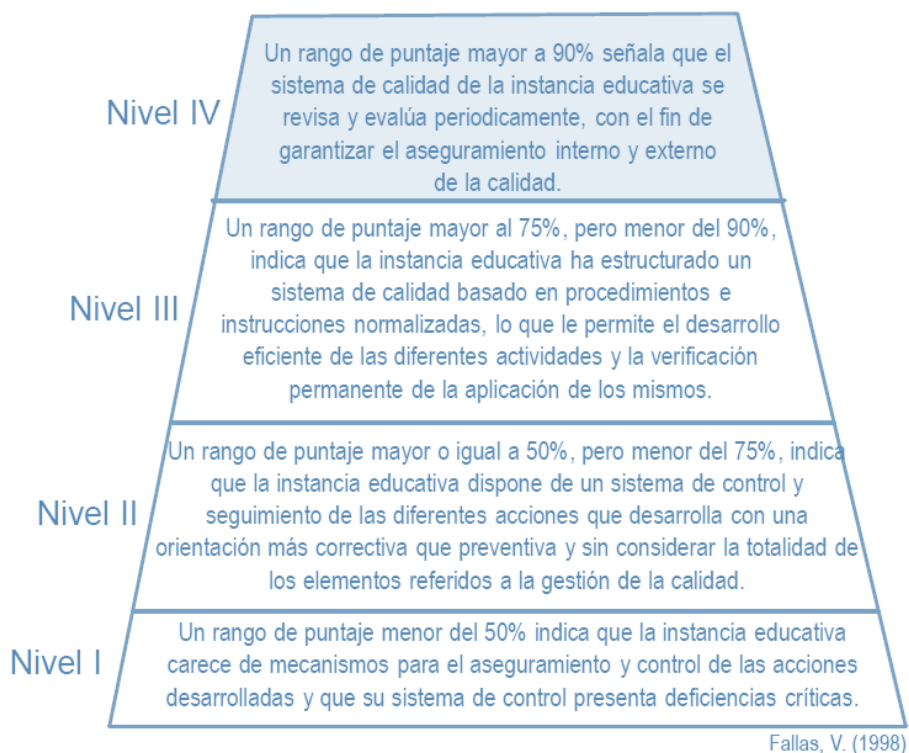 Nivel IV
Un rango de puntaje mayor a 90% señala que el
sistema de calidad de la instancia educativa se
revisa y evalúa periodicamente, con el fin de
garantizar el aseguramiento interno y externo
de la calidad.
Nivel III
Un rango de puntaje mayor al 75%, pero menor del 90%,
indica que la instancia educativa ha estructurado un
sistema de calidad basado en procedimientos e
instrucciones normalizadas, lo que le permite el desarrollo
eficiente de las diferentes actividades y la verificación
permanente de la aplicación de los mismos.
Nivel II
Un rango de puntaje mayor o igual a 50%, pero menor del 75%, indica
que la instancia educativa dispone de un sistema de control y
seguimiento de las diferentes acciones que desarrolla con una
orientación más correctiva que preventiva y sin considerar la totalidad de
los elementos referidos a la gestión de la calidad.
Nivel I
Un rango de puntaje menor del 50% indica que la instancia educativa
carece de mecanismos para el aseguramiento y control de las acciones
desarrolladas y que su sistema de control presenta deficiencias críticas.
Fallas, V. (1998)